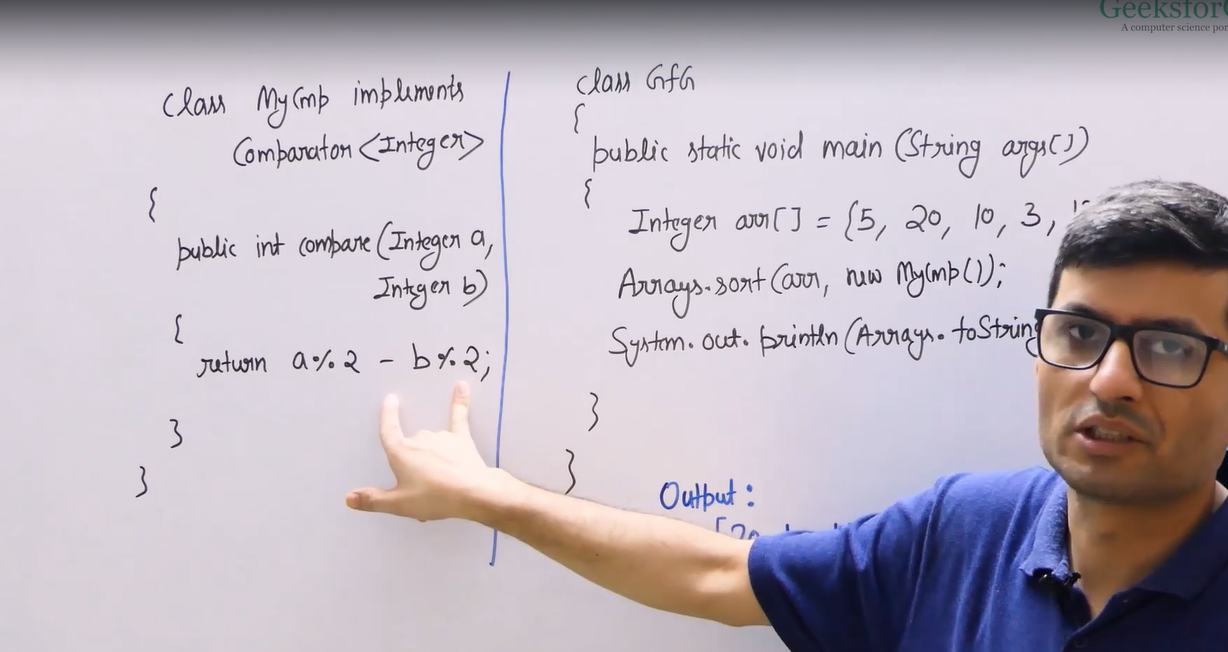 GeeksforG
A computer science por
class MyCmp implements
Comparator <Integer>
{
public int compare (Integer a,
Integer b)
{
return a%2 - b%2;
}
}
class GfG
{
public static void main (String args[])
{
Integer arr[] = {5, 20, 10, 3,
Arrays.sort (arr, new MyCmp());
System.out.println (Arrays.toString
}
}
Output:
[20,